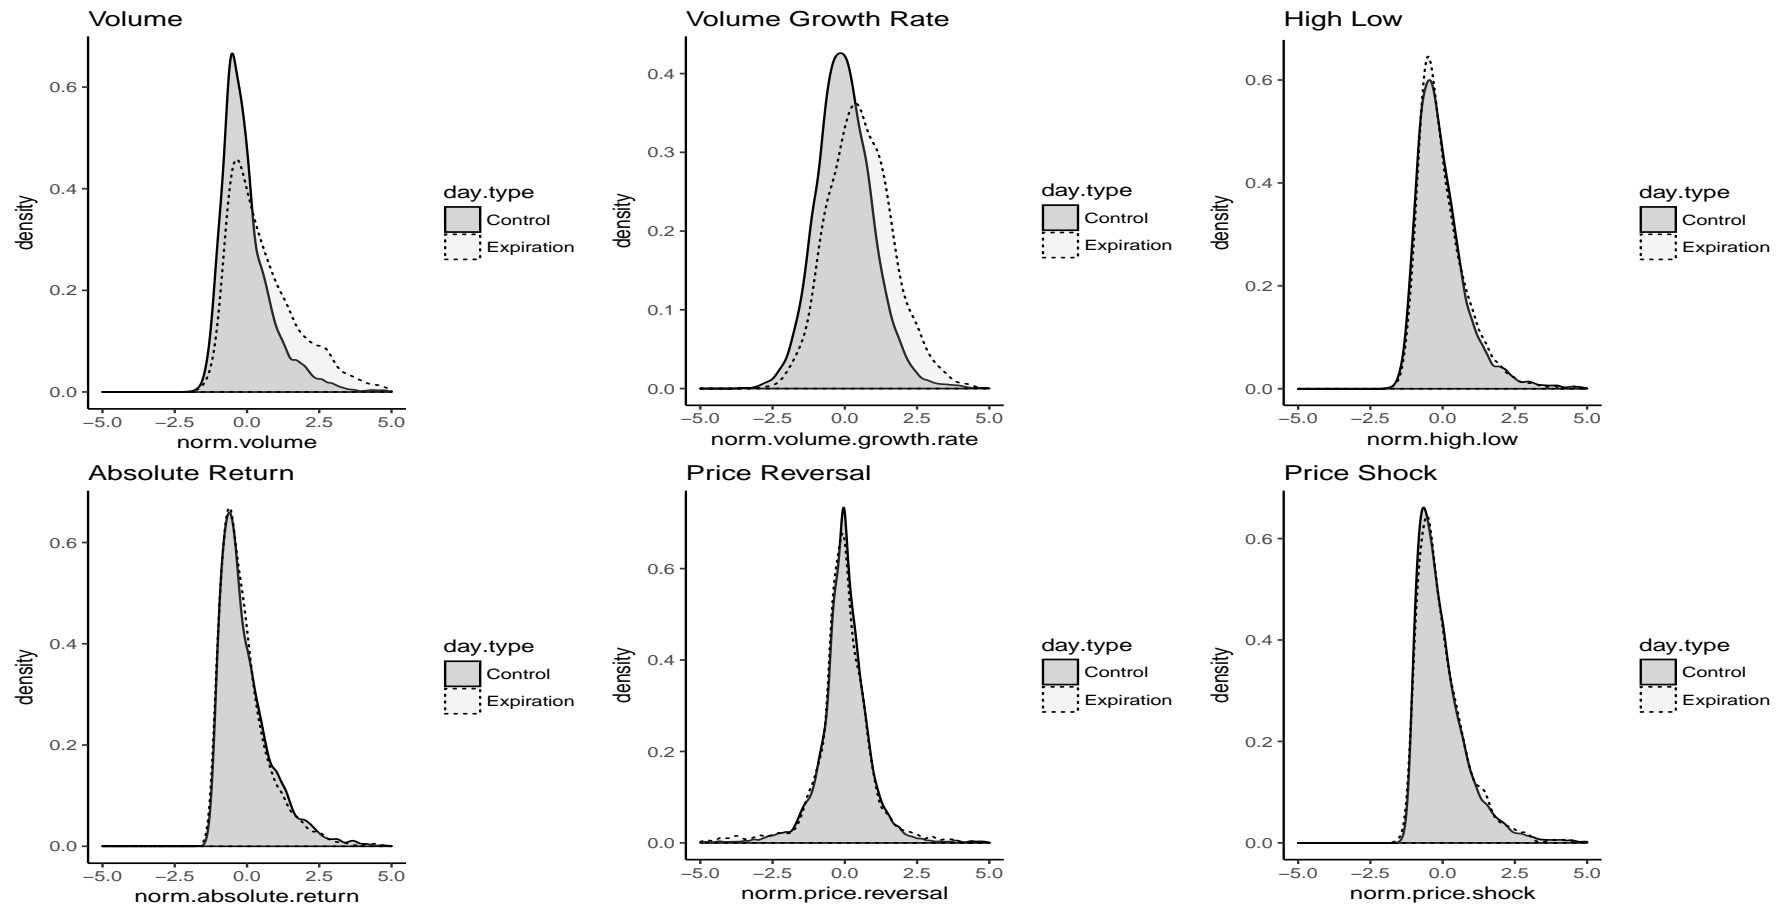 Volume
density
0.6
0.4
0.2
0.0
−5.0 −2.5 0.0 2.5 5.0
norm.volume
day.type
Control
Expiration
Volume Growth Rate
density
0.4
0.3
0.2
0.1
0.0
−5.0 −2.5 0.0 2.5 5.0
norm.volume.growth.rate
day.type
Control
Expiration
High Low
density
0.6
0.4
0.2
0.0
−5.0 −2.5 0.0 2.5 5.0
norm.high.low
day.type
Control
Expiration
Absolute Return
density
0.6
0.4
0.2
0.0
−5.0 −2.5 0.0 2.5 5.0
norm.absolute.return
day.type
Control
Expiration
Price Reversal
density
0.6
0.4
0.2
0.0
−5.0 −2.5 0.0 2.5 5.0
norm.price.reversal
day.type
Control
Expiration
Price Shock
density
0.6
0.4
0.2
0.0
−5.0 −2.5 0.0 2.5 5.0
norm.price.shock
day.type
Control
Expiration